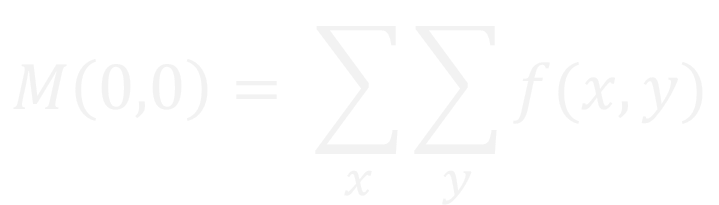 M(0,0) = ∑∑ f(x,y)
x y